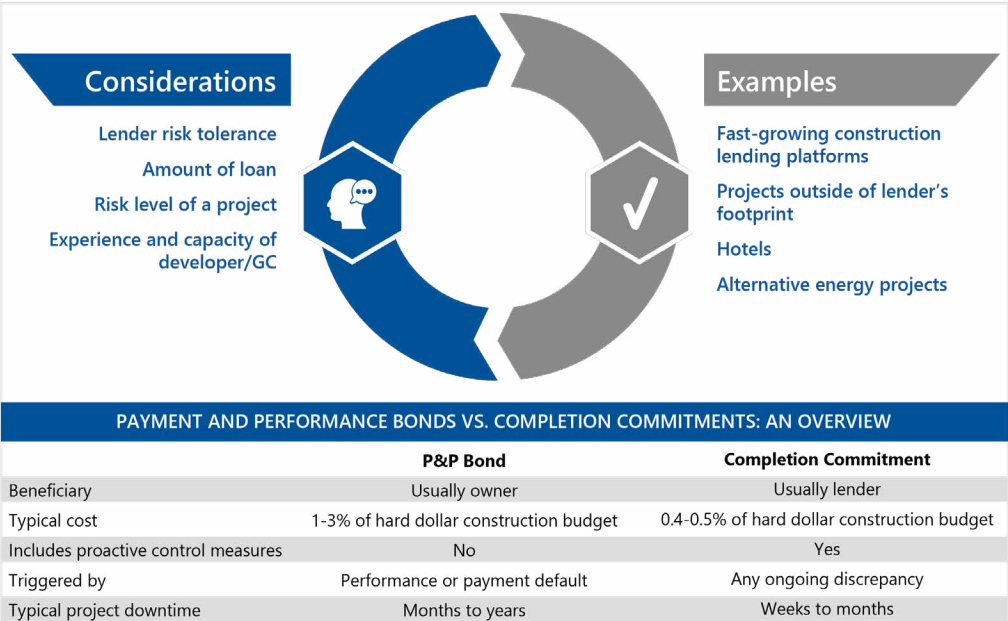 Considerations
Lender risk tolerance
Amount of loan
Risk level of a project
Experience and capacity of
developer/GC
Examples
Fast-growing construction
lending platforms
Projects outside of lender's
footprint
Hotels
Alternative energy projects
PAYMENT AND PERFORMANCE BONDS VS. COMPLETION COMMITMENTS: AN OVERVIEW
P&P Bond Completion Commitment
Beneficiary Usually owner Usually lender
Typical cost 1-3% of hard dollar construction budget 0.4-0.5% of hard dollar construction budget
Includes proactive control measures No Yes
Triggered by Performance or payment default Any ongoing discrepancy
Typical project downtime Months to years Weeks to months